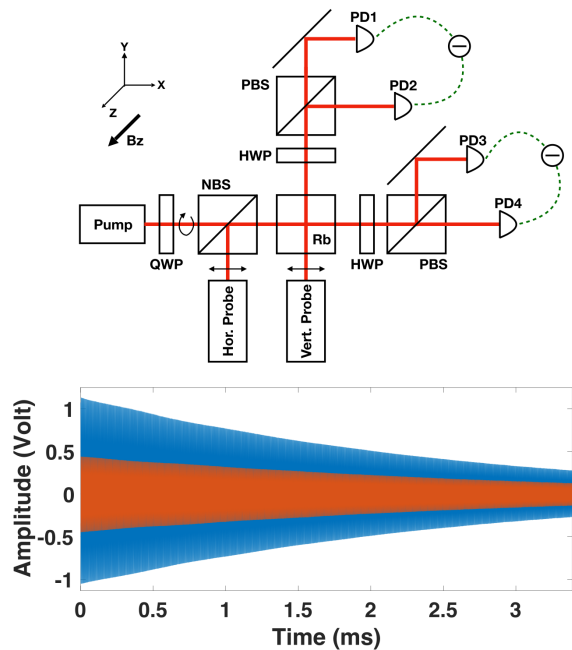 PD1
Y
X
Z
Bz
PBS
PD2
HWP
PD3
NBS
Pump
Rb
PD4
QWP
HWP
PBS
Hor. Probe
Vert. Probe
Amplitude (Volt)
1
0.5
0
-0.5
-1
0
0.5
1
1.5
2
2.5
3
Time (ms)